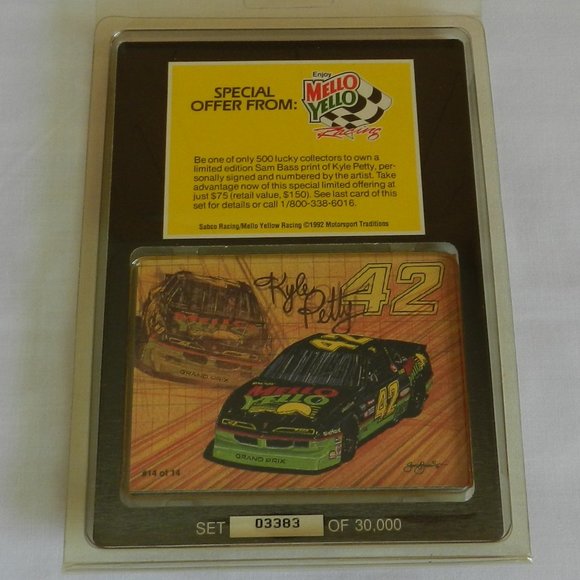 SPECIAL
OFFER FROM:
Enjoy
MELLO
YELLO
Racing
Be one of only 500 lucky collectors to own a
limited edition Sam Bass print of Kyle Petty, per-
sonally signed and numbered by the artist. Take
advantage now of this special limited offering at
just $75 (retail value, $150). See last card of this
set for details or call 1/800-338-6016.
Sabco Racing/Mello Yellow Racing ©1992 Motorsport Traditions
Kyle
Petty
42
GRAND PRIX
42
MELLO
YELLO
42
GRAND PRIX
#14 of 14
Sam Bass
SET 03383 OF 30,000